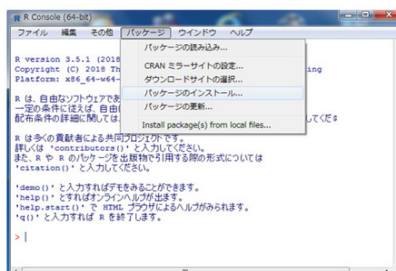 R Console (64-bit)
ファイル 編集 その他 パッケージ ウインドウ ヘルプ
パッケージの読み込み...
CRAN ミラーサイトの設定...
ダウンロードサイトの選択...
パッケージのインストール...
パッケージの更新...
Install package(s) from local files...
R version 3.5.1 (2018
Copyright (C) 2018 Th ing
Platform: x86_64-w64-
R は、自由なソフトウェアであ
一定の条件に従えば、自由に
配布条件の詳細に関しては、 てくだ$
R は多くの貢献者による共同プロジェクトです。
詳しくは 'contributors()' と入力してください。
また、R や R のパッケージを出版物で引用する際の形式については
'citation()' と入力してください。
'demo()' と入力すればデモをみることができます。
'help()' とすればオンラインヘルプが出ます。
'help.start()' で HTML ブラウザによるヘルプがみられます。
'q()' と入力すれば R を終了します。
>